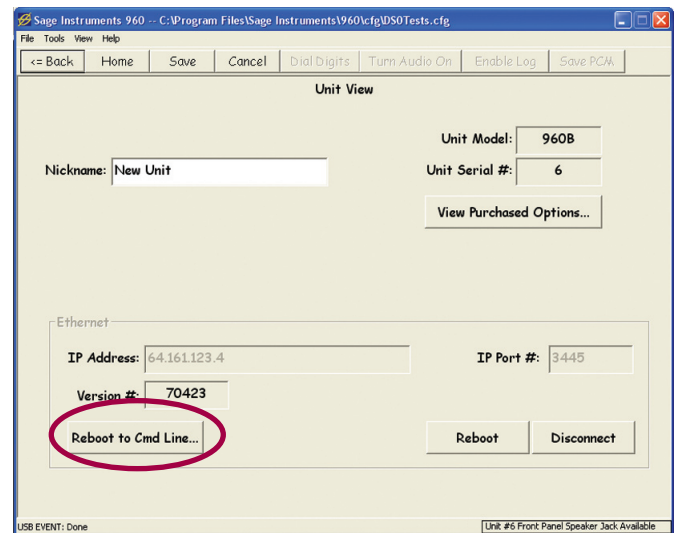 Sage Instruments 960 -- C:\Program Files\Sage Instruments\960\cfg\DS0Tests.cfg
File Tools View Help
<= Back Home Save Cancel Dial Digits Turn Audio On Enable Log Save PCM
Unit View
Unit Model: 960B
Nickname: New Unit Unit Serial #: 6
View Purchased Options...
Ethernet
IP Address: 64.161.123.4 IP Port #: 3445
Version #: 70423
Reboot to Cmd Line... Reboot Disconnect
USB EVENT: Done Unit #6 Front Panel Speaker Jack Available